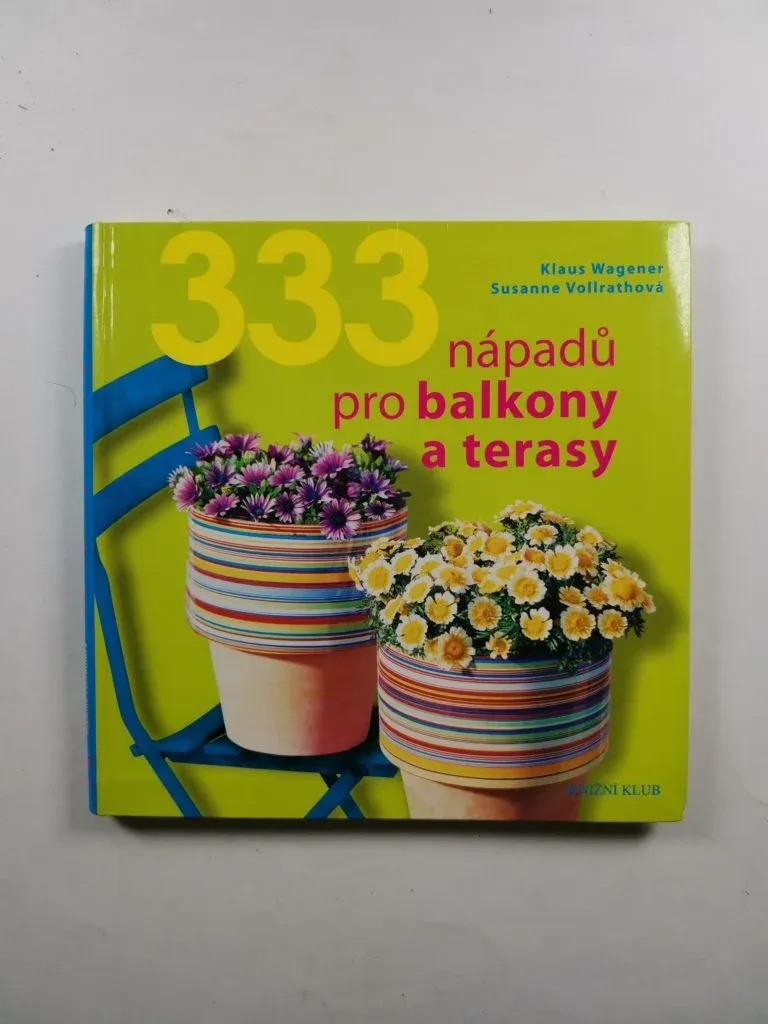 Klaus Wagener
Susanne Vollrathová
333 nápadů
pro balkony
a terasy
KNIŽNÍ KLUB